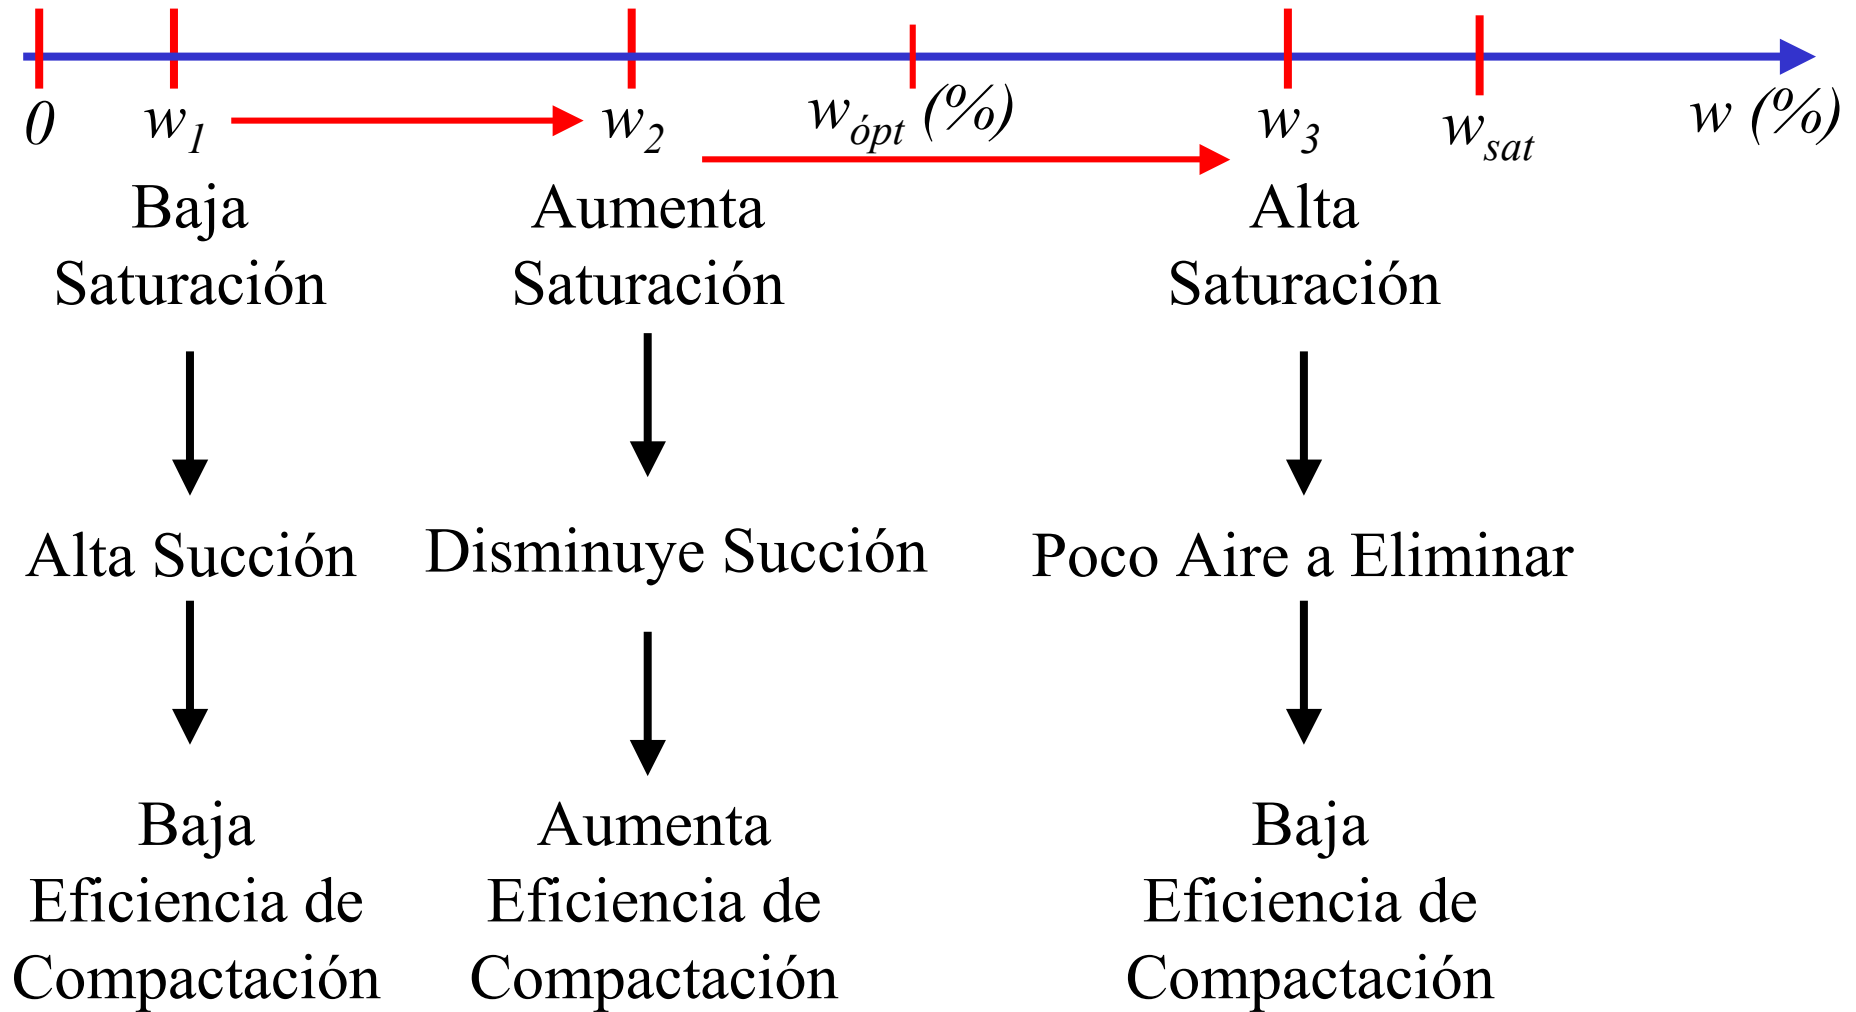 0 w1 w2 wópt (%) w3 wsat w (%)
Baja
Saturación
Alta Succión
Baja
Eficiencia de
Compactación
Aumenta
Saturación
Disminuye Succión
Aumenta
Eficiencia de
Compactación
Alta
Saturación
Poco Aire a Eliminar
Baja
Eficiencia de
Compactación